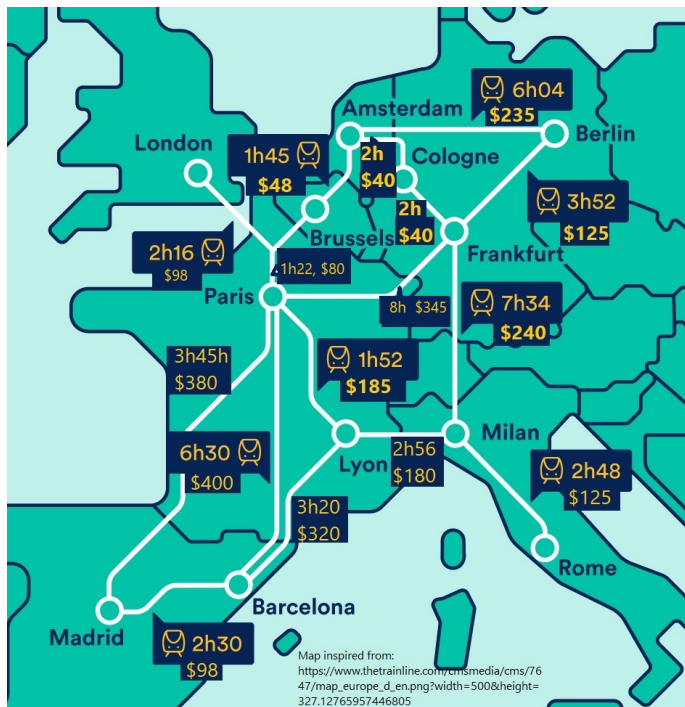 6h04
$235
Amsterdam
Berlin
London
1h45
$48
2h
$40
Cologne
3h52
$125
2h
$40
Brussels
Frankfurt
2h16
$98
1h22, $80
Paris
8h $345
7h34
$240
3h45h
$380
1h52
$185
Milan
6h30
$400
Lyon
2h56
$180
2h48
$125
3h20
$320
Rome
Barcelona
Madrid
2h30
$98
Map inspired from:
https://www.thetrainline.com/cmsmedia/cms/76
47/map_europe_d_en.png?width=500&height=
327.12765957446805